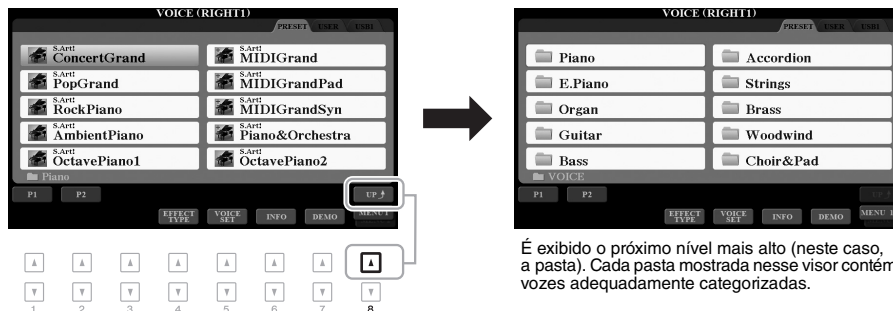 VOICE (RIGHT1)
PRESET USER USB1
S.Art! ConcertGrand
S.Art! MIDIGrand
S.Art! PopGrand
S.Art! MIDIGrandPad
S.Art! RockPiano
S.Art! MIDIGrandSyn
S.Art! AmbientPiano
S.Art! Piano&Orchestra
S.Art! OctavePiano1
S.Art! OctavePiano2
Piano
P1 P2 UP
EFFECT TYPE VOICE SET INFO DEMO MENU1
1 2 3 4 5 6 7 8
VOICE (RIGHT1)
PRESET USER USB1
Piano
Accordion
E.Piano
Strings
Organ
Brass
Guitar
Woodwind
Bass
Choir&Pad
VOICE
P1 P2 UP
EFFECT TYPE VOICE SET INFO DEMO MENU 1
É exibido o próximo nível mais alto (neste caso,
a pasta). Cada pasta mostrada nesse visor contém
vozes adequadamente categorizadas.